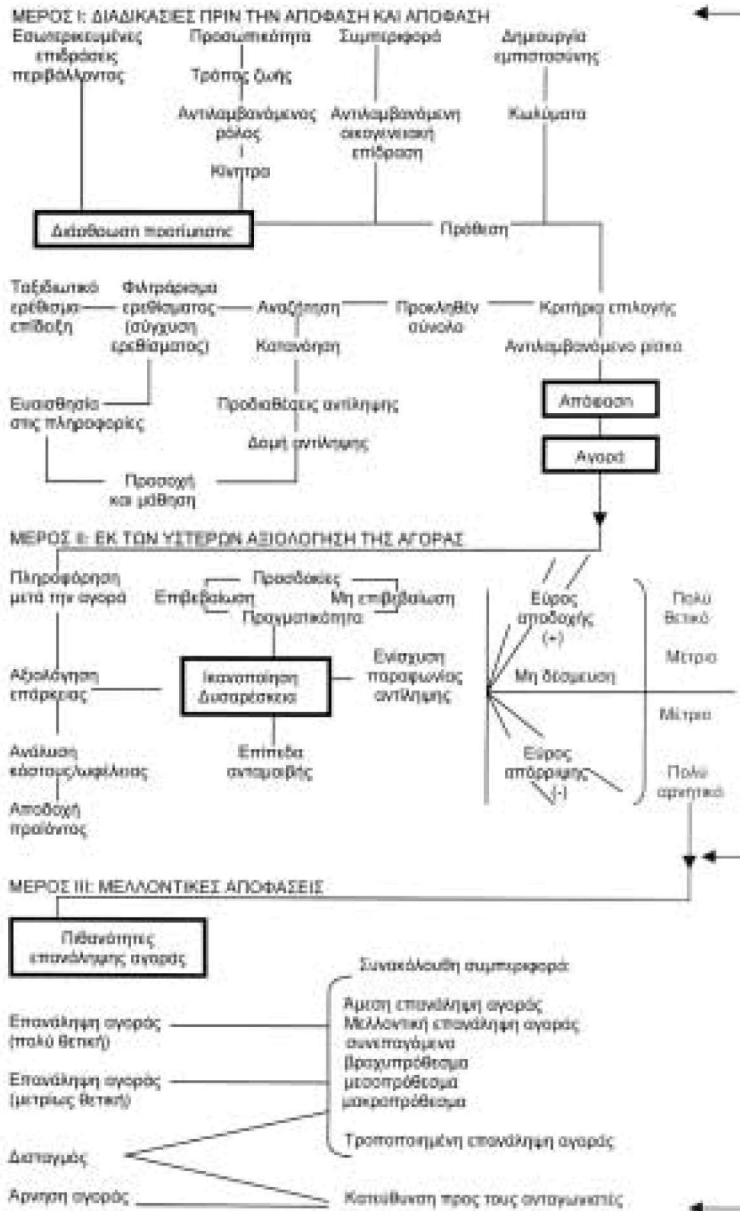 ΜΕΡΟΣ Ι: ΔΙΑΔΙΚΑΣΙΕΣ ΠΡΙΝ ΤΗΝ ΑΠΟΦΑΣΗ ΚΑΙ ΑΠΟΦΑΣΗ
Εσωτερικευμένες
επιδράσεις
περιβάλλοντος
Προσωπικότητα
Τρόπος ζωής
Αντιλαμβανόμενος
ρόλος
Κίνητρα
Συμπεριφορά
Αντιλαμβανόμενη
οικογενειακή
επίδραση
Δημιουργία
εμπιστοσύνης
Κωλύματα
Διάρθρωση προτίμησης
Πρόθεση
Ταξιδιωτικό
ερέθισμα
επίδοξη
Φιλτράρισμα
ερεθίσματος
(σύγχυση
ερεθίσματος)
Αναζήτηση
Κατανόηση
Προκληθέν
σύνολο
Κριτήρια επιλογής
Αντιλαμβανόμενο ρίσκο
Ευαισθησία
στις πληροφορίες
Προδιαθέσεις αντίληψης
Δομή αντίληψης
Προσοχή
και μάθηση
Απόφαση
Αγορά
ΜΕΡΟΣ ΙΙ: ΕΚ ΤΩΝ ΥΣΤΕΡΩΝ ΑΞΙΟΛΟΓΗΣΗ ΤΗΣ ΑΓΟΡΑΣ
Πληροφόρηση
μετά την αγορά
Προσδοκίες
Επιβεβαίωση
Μη επιβεβαίωση
Πραγματικότητα
Αξιολόγηση
επάρκειας
Ικανοποίηση
Δυσαρέσκεια
Ενίσχυση
παραφωνίας
αντίληψης
Ανάλυση
κόστους/ωφέλειας
Επίπεδα
ανταμοιβής
Αποδοχή
προϊόντος
Εύρος
αποδοχής
(+)
Μη δέσμευση
Εύρος
απόρριψης
(-)
Πολύ
θετικό
Μέτριο
Μέτριο
Πολύ
αρνητικό
ΜΕΡΟΣ ΙΙΙ: ΜΕΛΛΟΝΤΙΚΕΣ ΑΠΟΦΑΣΕΙΣ
Πιθανότητες
επανάληψης αγοράς
Συνακόλουθη συμπεριφορά:
Επανάληψη αγοράς
(πολύ θετική)
Άμεση επανάληψη αγοράς
Μελλοντική επανάληψη αγοράς
συνεπαγόμενα
βραχυπρόθεσμα
μεσοπρόθεσμα
μακροπρόθεσμα
Επανάληψη αγοράς
(μετρίως θετική)
Τροποποιημένη επανάληψη αγοράς
Δισταγμός
Αρνηση αγοράς
Κατεύθυνση προς τους ανταγωνιστές